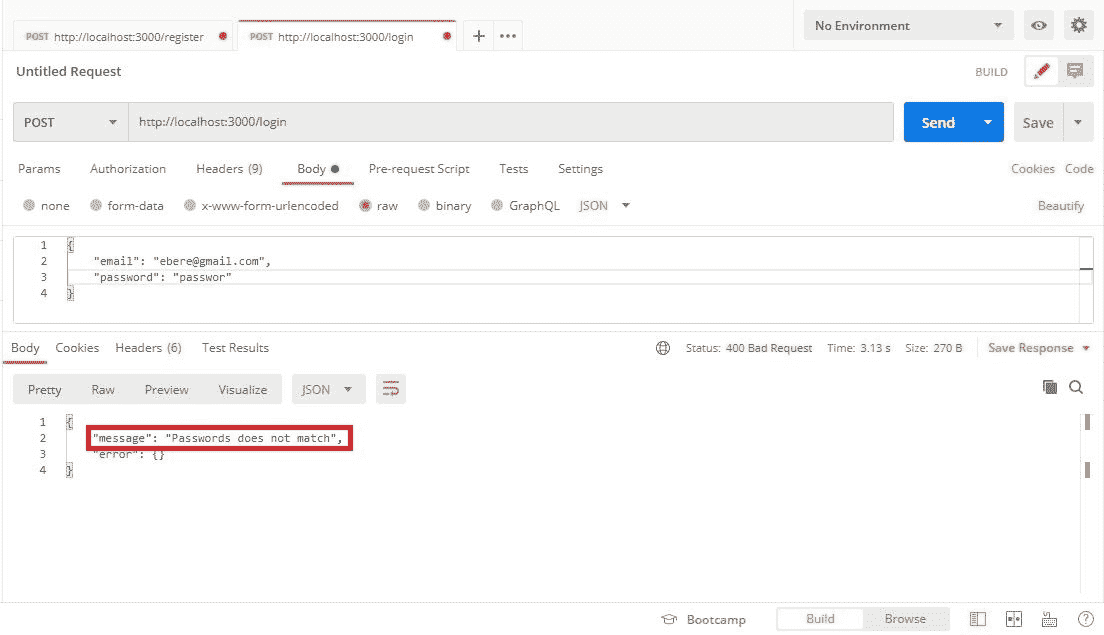 POST http://localhost:3000/register POST http://localhost:3000/login + ••• No Environment
Untitled Request BUILD
POST http://localhost:3000/login Send Save
Params Authorization Headers (9) Body Pre-request Script Tests Settings Cookies Code
none form-data x-www-form-urlencoded raw binary GraphQL JSON Beautify
1 {
2 "email": "ebere@gmail.com",
3 "password": "passwor"
4 }
Body Cookies Headers (6) Test Results Status: 400 Bad Request Time: 3.13 s Size: 270 B Save Response
Pretty Raw Preview Visualize JSON
1 {
2 "message": "Passwords does not match",
3 "error": {}
4 }
Bootcamp Build Browse ?